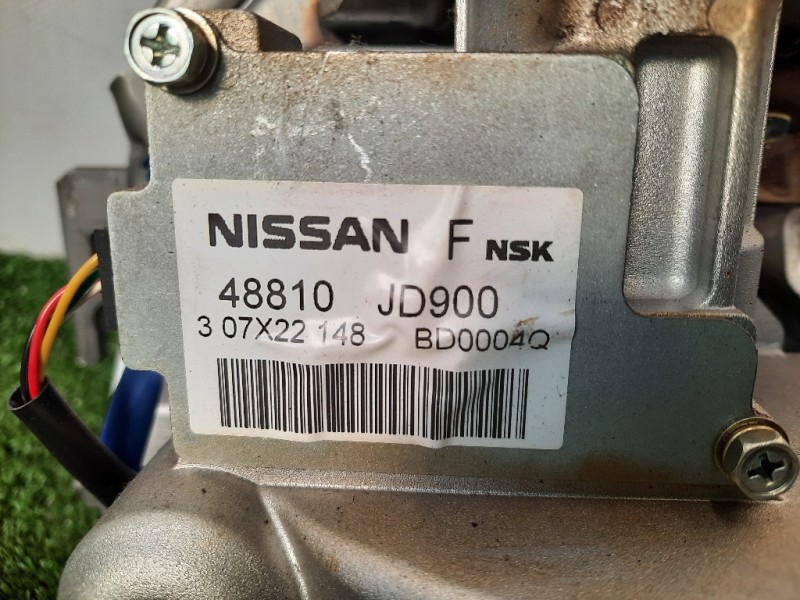 NISSAN F NSK
48810 JD900
3 07X22 148 BD0004Q